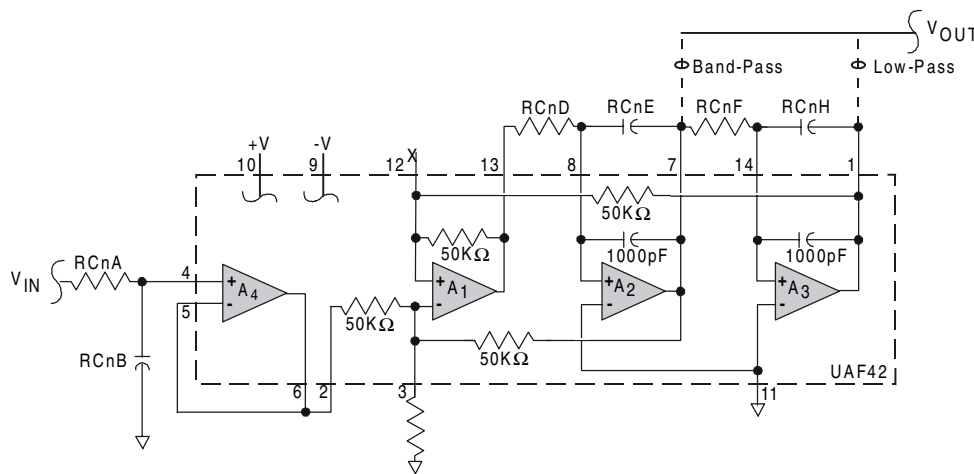 VOUT
Band-Pass
Low-Pass
RCnD
RCnE
RCnF
RCnH
+V
-V
10
9
12
X
13
8
7
14
1
50KΩ
50KΩ
1000pF
1000pF
VIN
RCnA
4
5
+
-
A4
+
-
A1
+
-
A2
+
-
A3
50KΩ
50KΩ
RCnB
6
2
3
11
UAF42